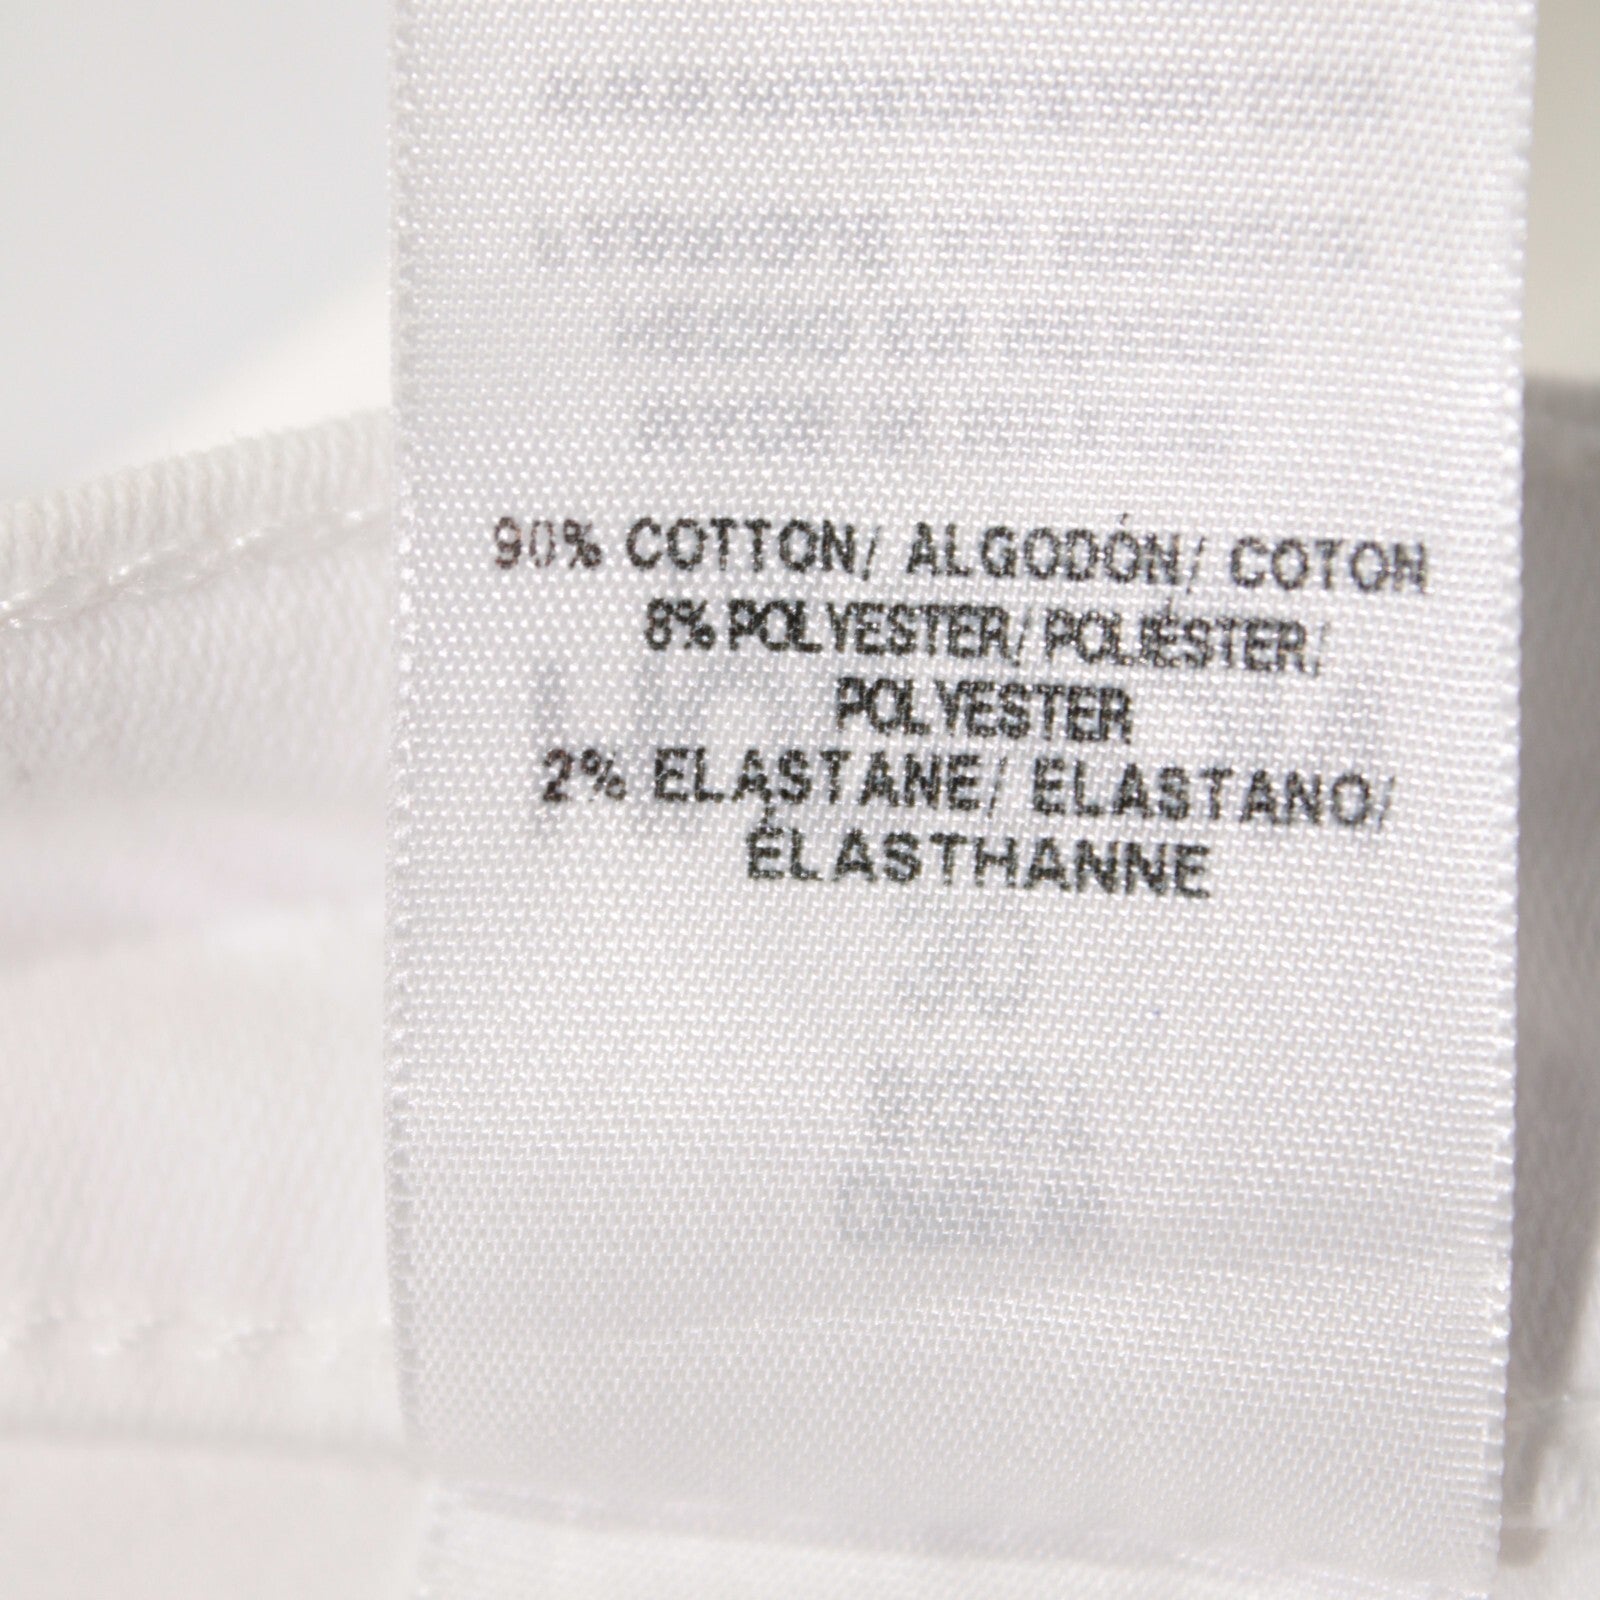 90% COTTON/ ALGODÓN/ COTON
8% POLYESTER/ POLIÉSTER/
POLYESTER
2% ELASTANE/ ELASTANO/
ÉLASTHANNE